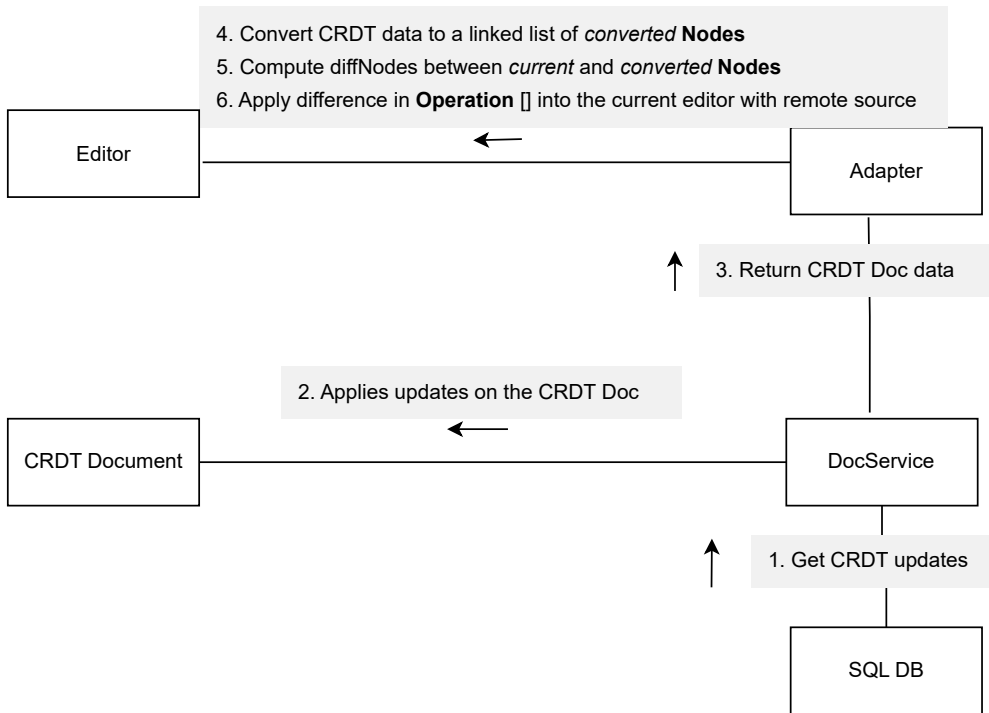 4. Convert CRDT data to a linked list of converted Nodes
5. Compute diffNodes between current and converted Nodes
6. Apply difference in Operation [] into the current editor with remote source
Editor
Adapter
3. Return CRDT Doc data
2. Applies updates on the CRDT Doc
CRDT Document
DocService
1. Get CRDT updates
SQL DB